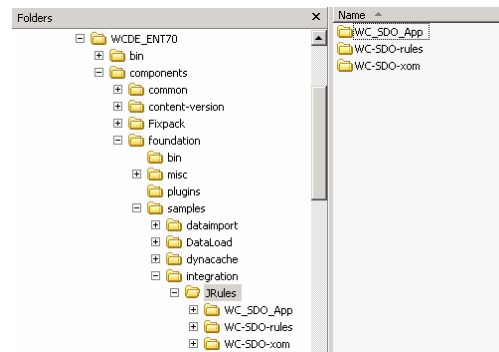 Folders
WCDE_ENT70
bin
components
common
content-version
Fixpack
foundation
bin
misc
plugins
samples
dataimport
DataLoad
dynacache
integration
JRules
WC_SDO_App
WC-SDO-rules
WC-SDO-xom
Name
WC_SDO_App
WC-SDO-rules
WC-SDO-xom